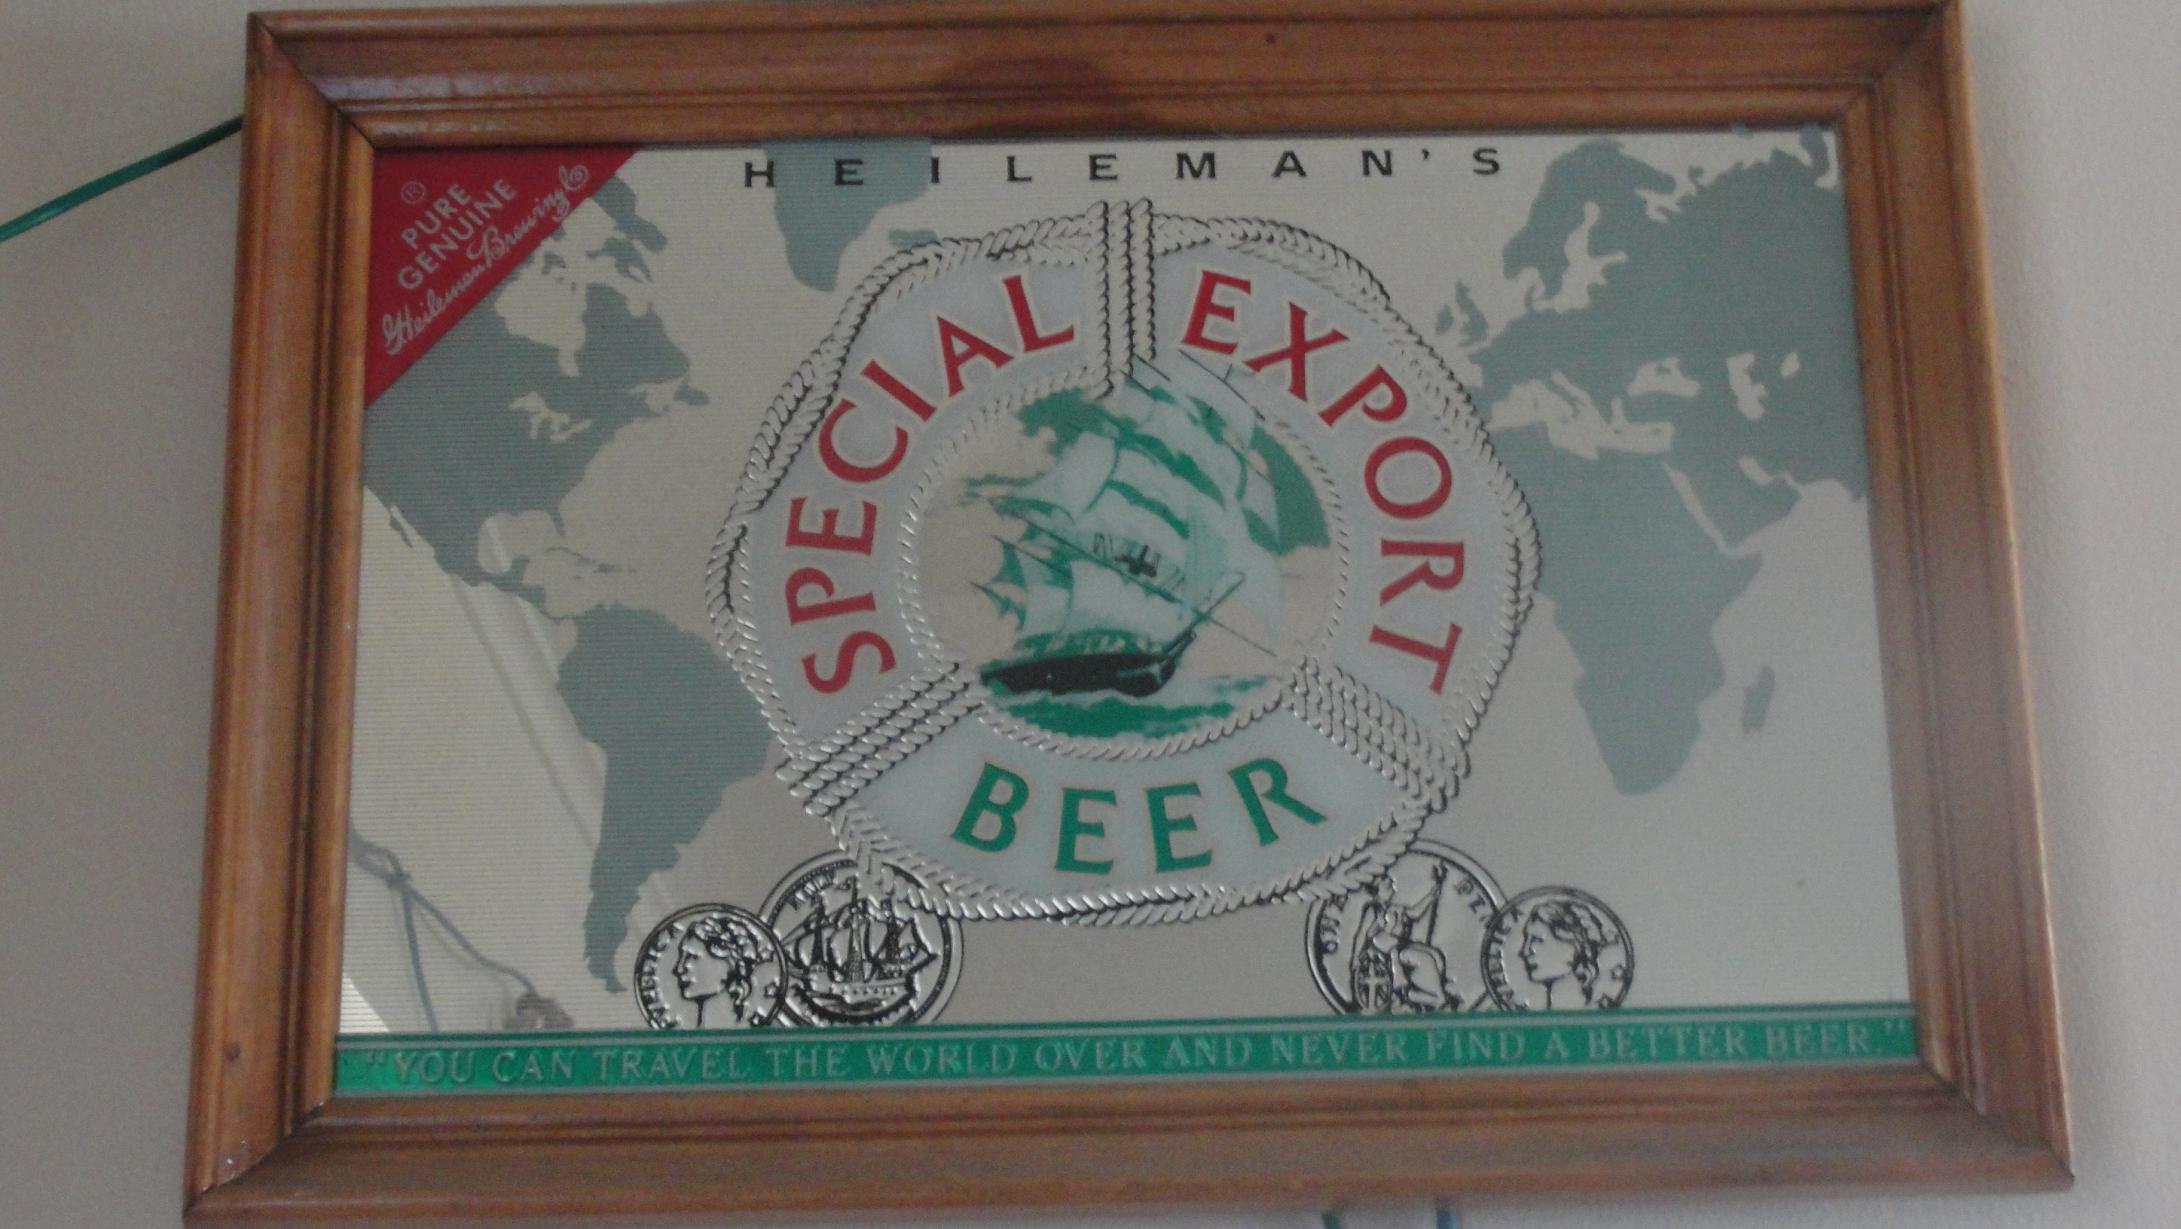 HEILEMAN'S
® PURE
GENUINE
Heileman Brewing
SPECIAL EXPORT
BEER
"YOU CAN TRAVEL THE WORLD OVER AND NEVER FIND A BETTER BEER."